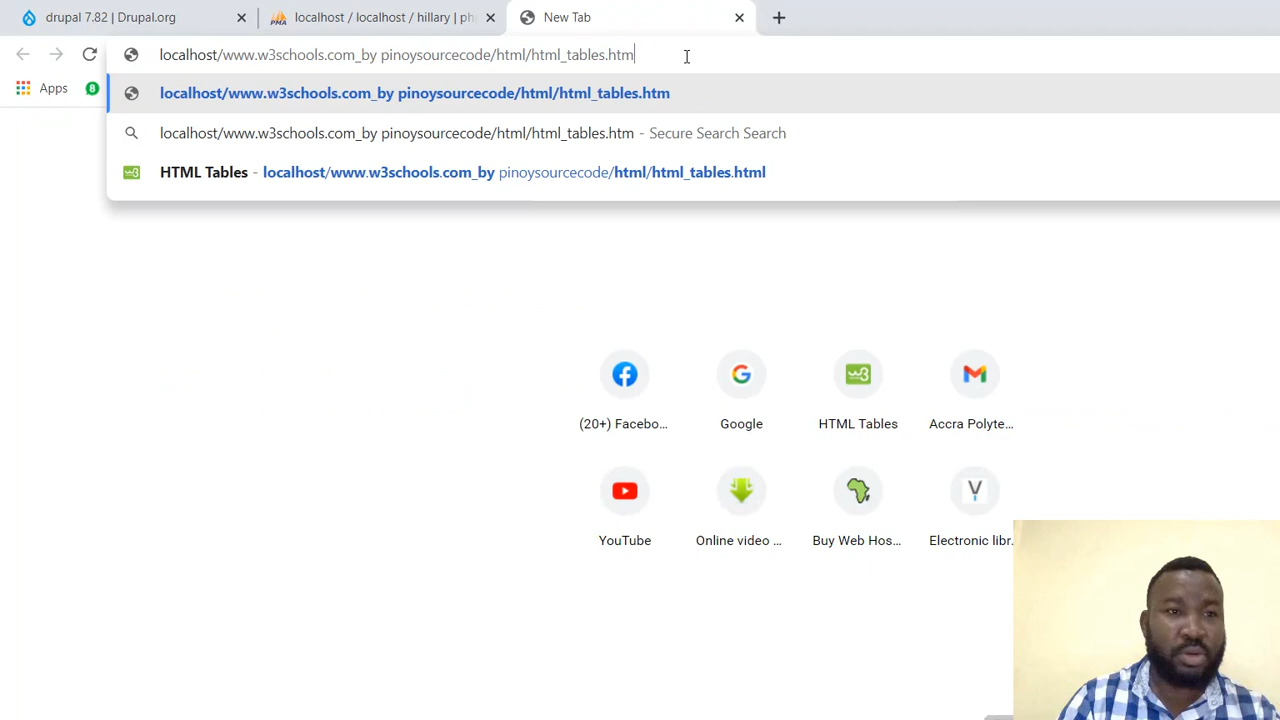 drupal 7.82 | Drupal.org
localhost / localhost / hillary | ph
New Tab
localhost/www.w3schools.com_by pinoysourcecode/html/html_tables.htm
Apps
8
localhost/www.w3schools.com_by pinoysourcecode/html/html_tables.htm
localhost/www.w3schools.com_by pinoysourcecode/html/html_tables.htm - Secure Search Search
HTML Tables - localhost/www.w3schools.com_by pinoysourcecode/html/html_tables.html
(20+) Facebo...
Google
HTML Tables
Accra Polyte...
YouTube
Online video ...
Buy Web Hos...
Electronic libr.